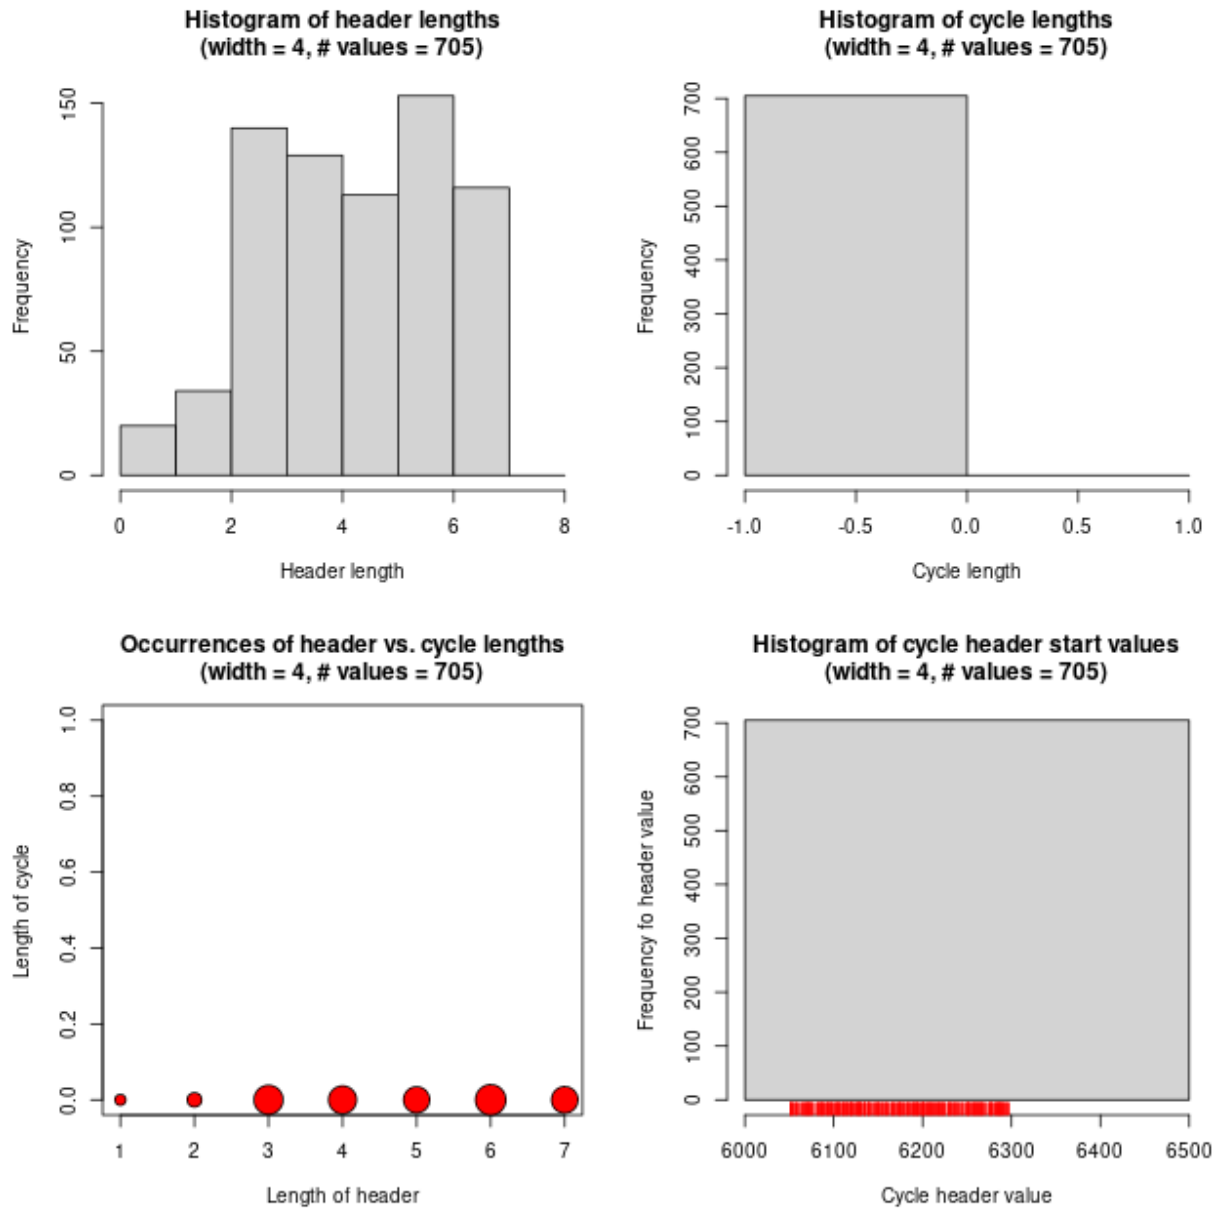 Histogram of header lengths
(width = 4, # values = 705)
Frequency
150
100
50
0
0 2 4 6 8
Header length
Histogram of cycle lengths
(width = 4, # values = 705)
Frequency
700
600
500
400
300
200
100
0
-1.0 -0.5 0.0 0.5 1.0
Cycle length
Occurrences of header vs. cycle lengths
(width = 4, # values = 705)
Length of cycle
1.0
0.8
0.6
0.4
0.2
0.0
1 2 3 4 5 6 7
Length of header
Histogram of cycle header start values
(width = 4, # values = 705)
Frequency fo header value
700
600
500
400
300
200
100
0
6000 6100 6200 6300 6400 6500
Cycle header value